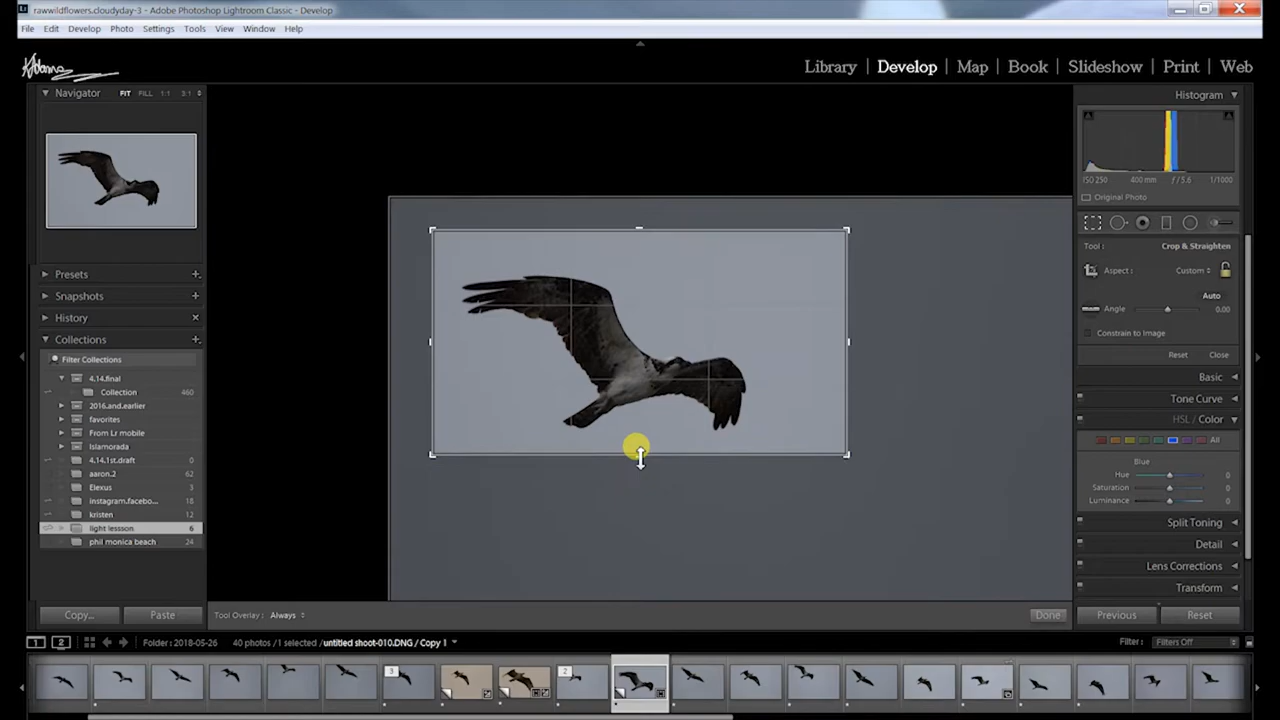 Lr rawwildflowers.cloudyday-3 - Adobe Photoshop Lightroom Classic - Develop
File Edit Develop Photo Settings Tools View Window Help
KAdams
Library Develop Map Book Slideshow Print Web
Navigator FIT FILL 1:1 3:1
Presets
Snapshots
History
Collections
Filter Collections
4.14.final
Collection 460
2016.and.earlier
favorites
From Lr mobile
Islamorada
4.14.1st.draft 0
aaron.2 62
Elexus 3
instagram.facebo... 18
kristen 12
light lessson 6
phil monica beach 24
Copy... Paste
Tool Overlay : Always
Done
Histogram
ISO 250 400 mm f / 5.6 1/1000
Original Photo
Tool : Crop & Straighten
Aspect : Custom
Auto
Angle 0.00
Constrain to Image
Reset Close
Basic
Tone Curve
HSL / Color
All
Blue
Hue 0
Saturation 0
Luminance 0
Split Toning
Detail
Lens Corrections
Transform
Previous Reset
1 2 Folder : 2018-05-26 40 photos / 1 selected / untitled shoot-010.DNG / Copy 1
Filter : Filters Off
3
2